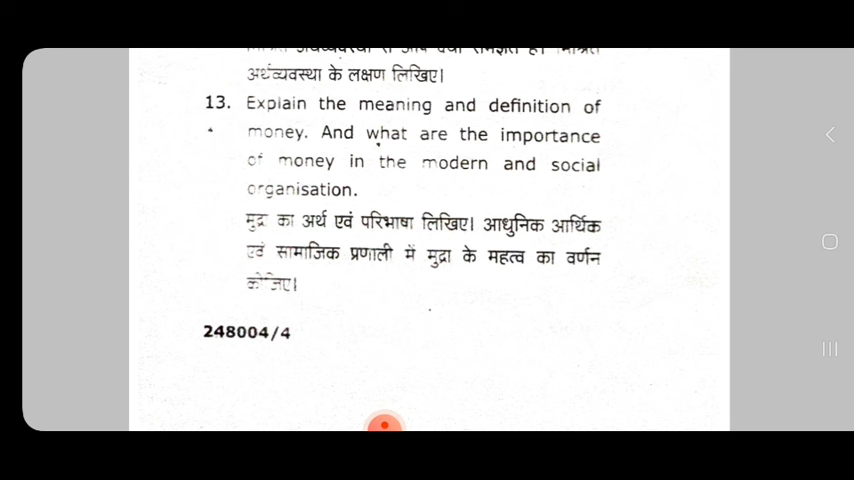 अर्थव्यवस्था के लक्षण लिखिए।
13. Explain the meaning and definition of
money. And what are the importance
of money in the modern and social
organisation.
मुद्रा का अर्थ एवं परिभाषा लिखिए। आधुनिक आर्थिक
एवं सामाजिक प्रणाली में मुद्रा के महत्व का वर्णन
कीजिए।
248004/4